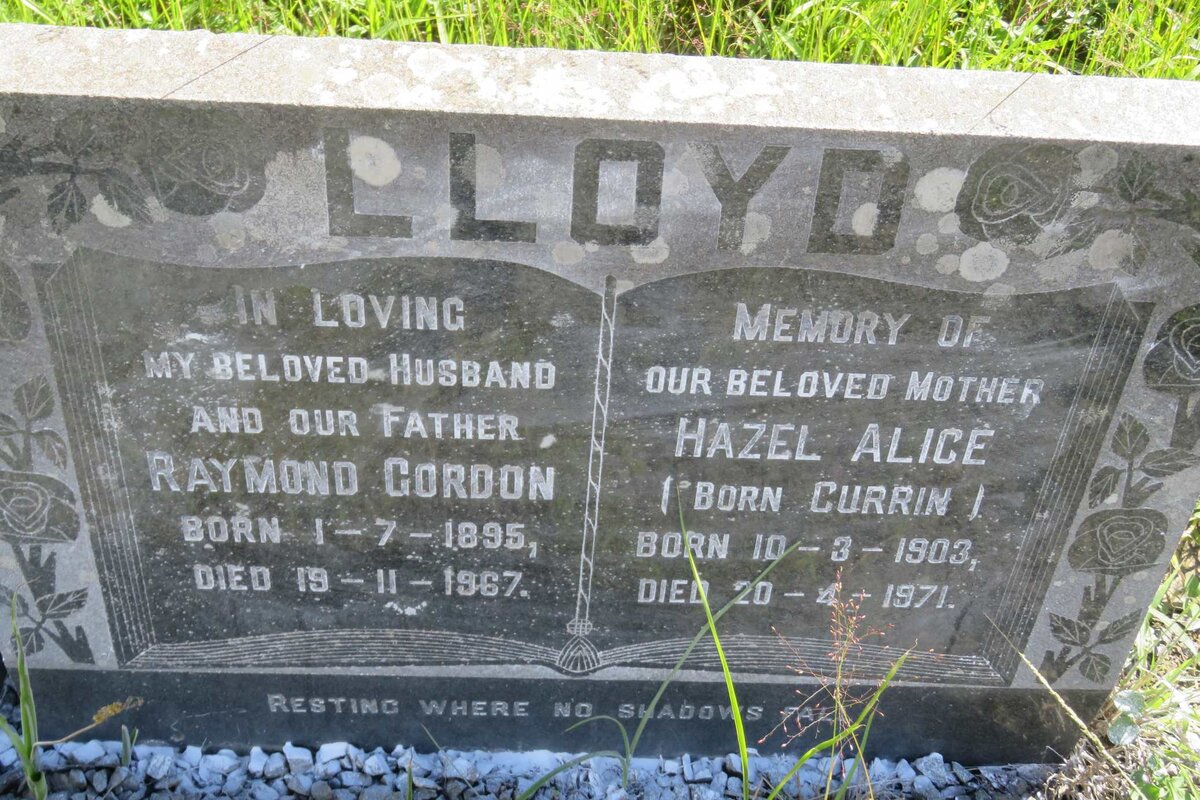 LLOYD
IN LOVING
MY BELOVED HUSBAND
AND OUR FATHER
RAYMOND GORDON
BORN 1-7-1895,
DIED 19-11-1967.
MEMORY OF
OUR BELOVED MOTHER
HAZEL ALICE
(BORN CURRIN)
BORN 10-3-1903,
DIED 20-4-1971.
RESTING WHERE NO SHADOWS